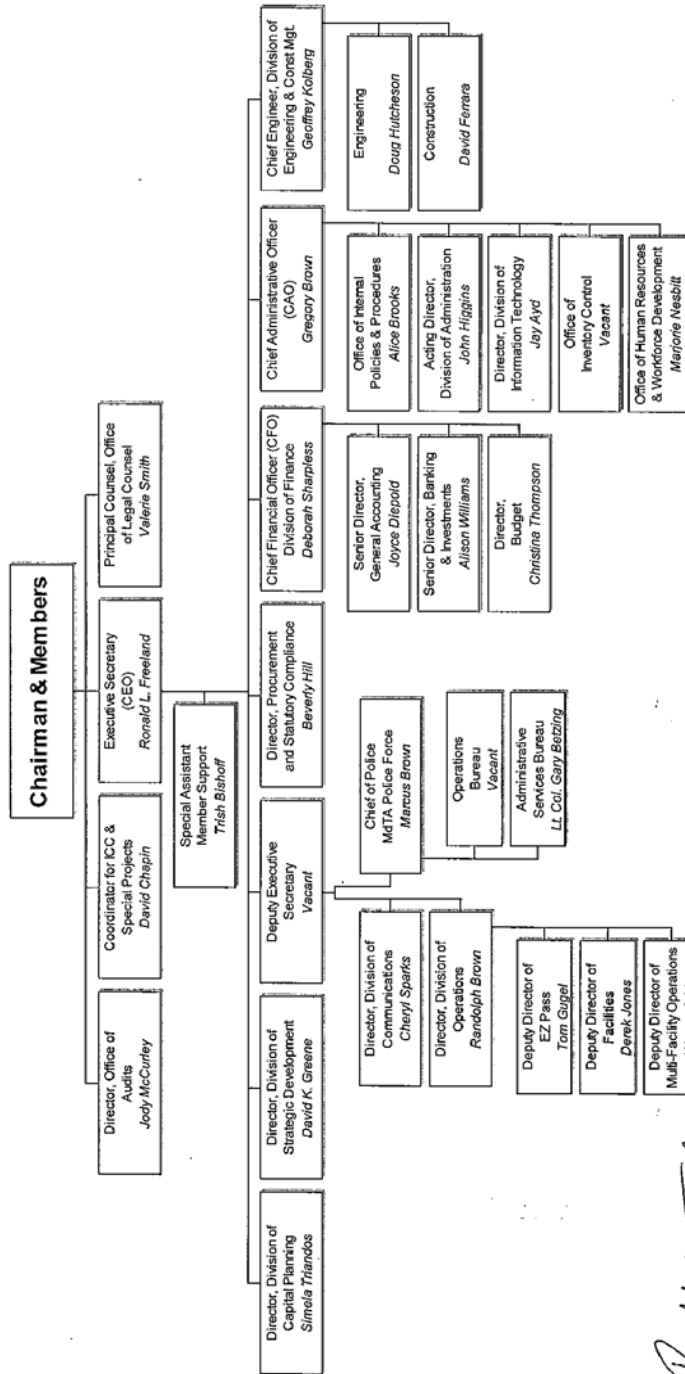 Chairman & Members
Director, Office of
Audits
Jody McCurley
Coordinator for ICC &
Special Projects
David Chapin
Executive Secretary
(CEO)
Ronald L. Freeland
Principal Counsel, Office
of Legal Counsel
Valerie Smith
Special Assistant
Member Support
Trish Bishoff
Director, Division of
Capital Planning
Simela Triandos
Director, Division of
Strategic Development
David K. Greene
Deputy Executive
Secretary
Vacant
Director, Procurement
and Statutory Compliance
Beverly Hill
Chief Financial Officer (CFO)
Division of Finance
Deborah Sharpless
Chief Administrative Officer
(CAO)
Gregory Brown
Chief Engineer, Division of
Engineering & Const Mgt.
Geoffrey Kolberg
Director, Division of
Communications
Cheryl Sparks
Director, Division of
Operations
Randolph Brown
Deputy Director of
EZ Pass
Tom Gugel
Deputy Director of
Facilities
Derek Jones
Deputy Director of
Multi-Facility Operations
Chief of Police
MdTA Police Force
Marcus Brown
Operations
Bureau
Vacant
Administrative
Services Bureau
Lt. Col. Gary Betzing
Senior Director,
General Accounting
Joyce Diepold
Senior Director, Banking
& Investments
Alison Williams
Director,
Budget
Christina Thompson
Office of Internal
Policies & Procedures
Alice Brooks
Acting Director,
Division of Administration
John Higgins
Director, Division of
Information Technology
Jay Ayd
Office of
Inventory Control
Vacant
Office of Human Resources
& Workforce Development
Marjorie Nesbitt
Engineering
Doug Hutcheson
Construction
David Ferrara